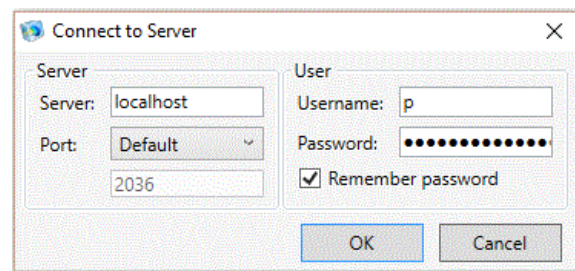 Connect to Server
Server
Server: localhost
Port: Default
2036
User
Username: p
Password: ●●●●●●●●●●●●●●
Remember password
OK
Cancel